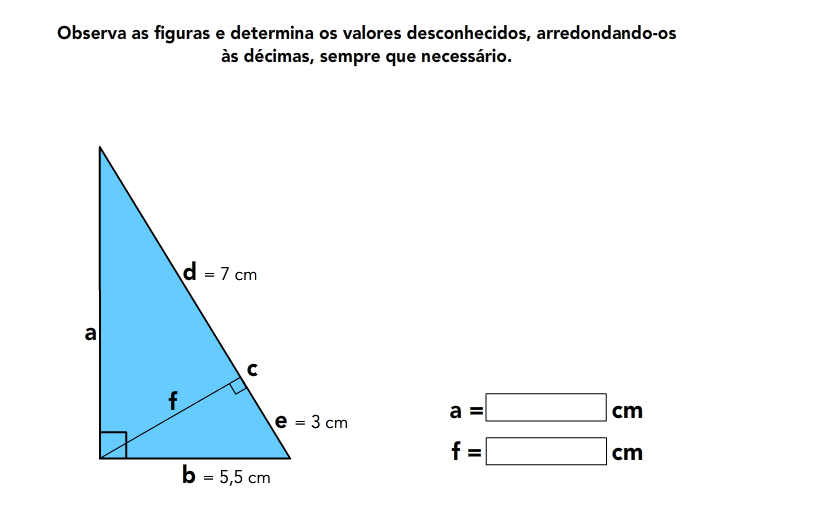 Observa as figuras e determina os valores desconhecidos, arredondando-os
às décimas, sempre que necessário.
d = 7 cm
a
c
f
e = 3 cm
b = 5,5 cm
a = cm
f = cm